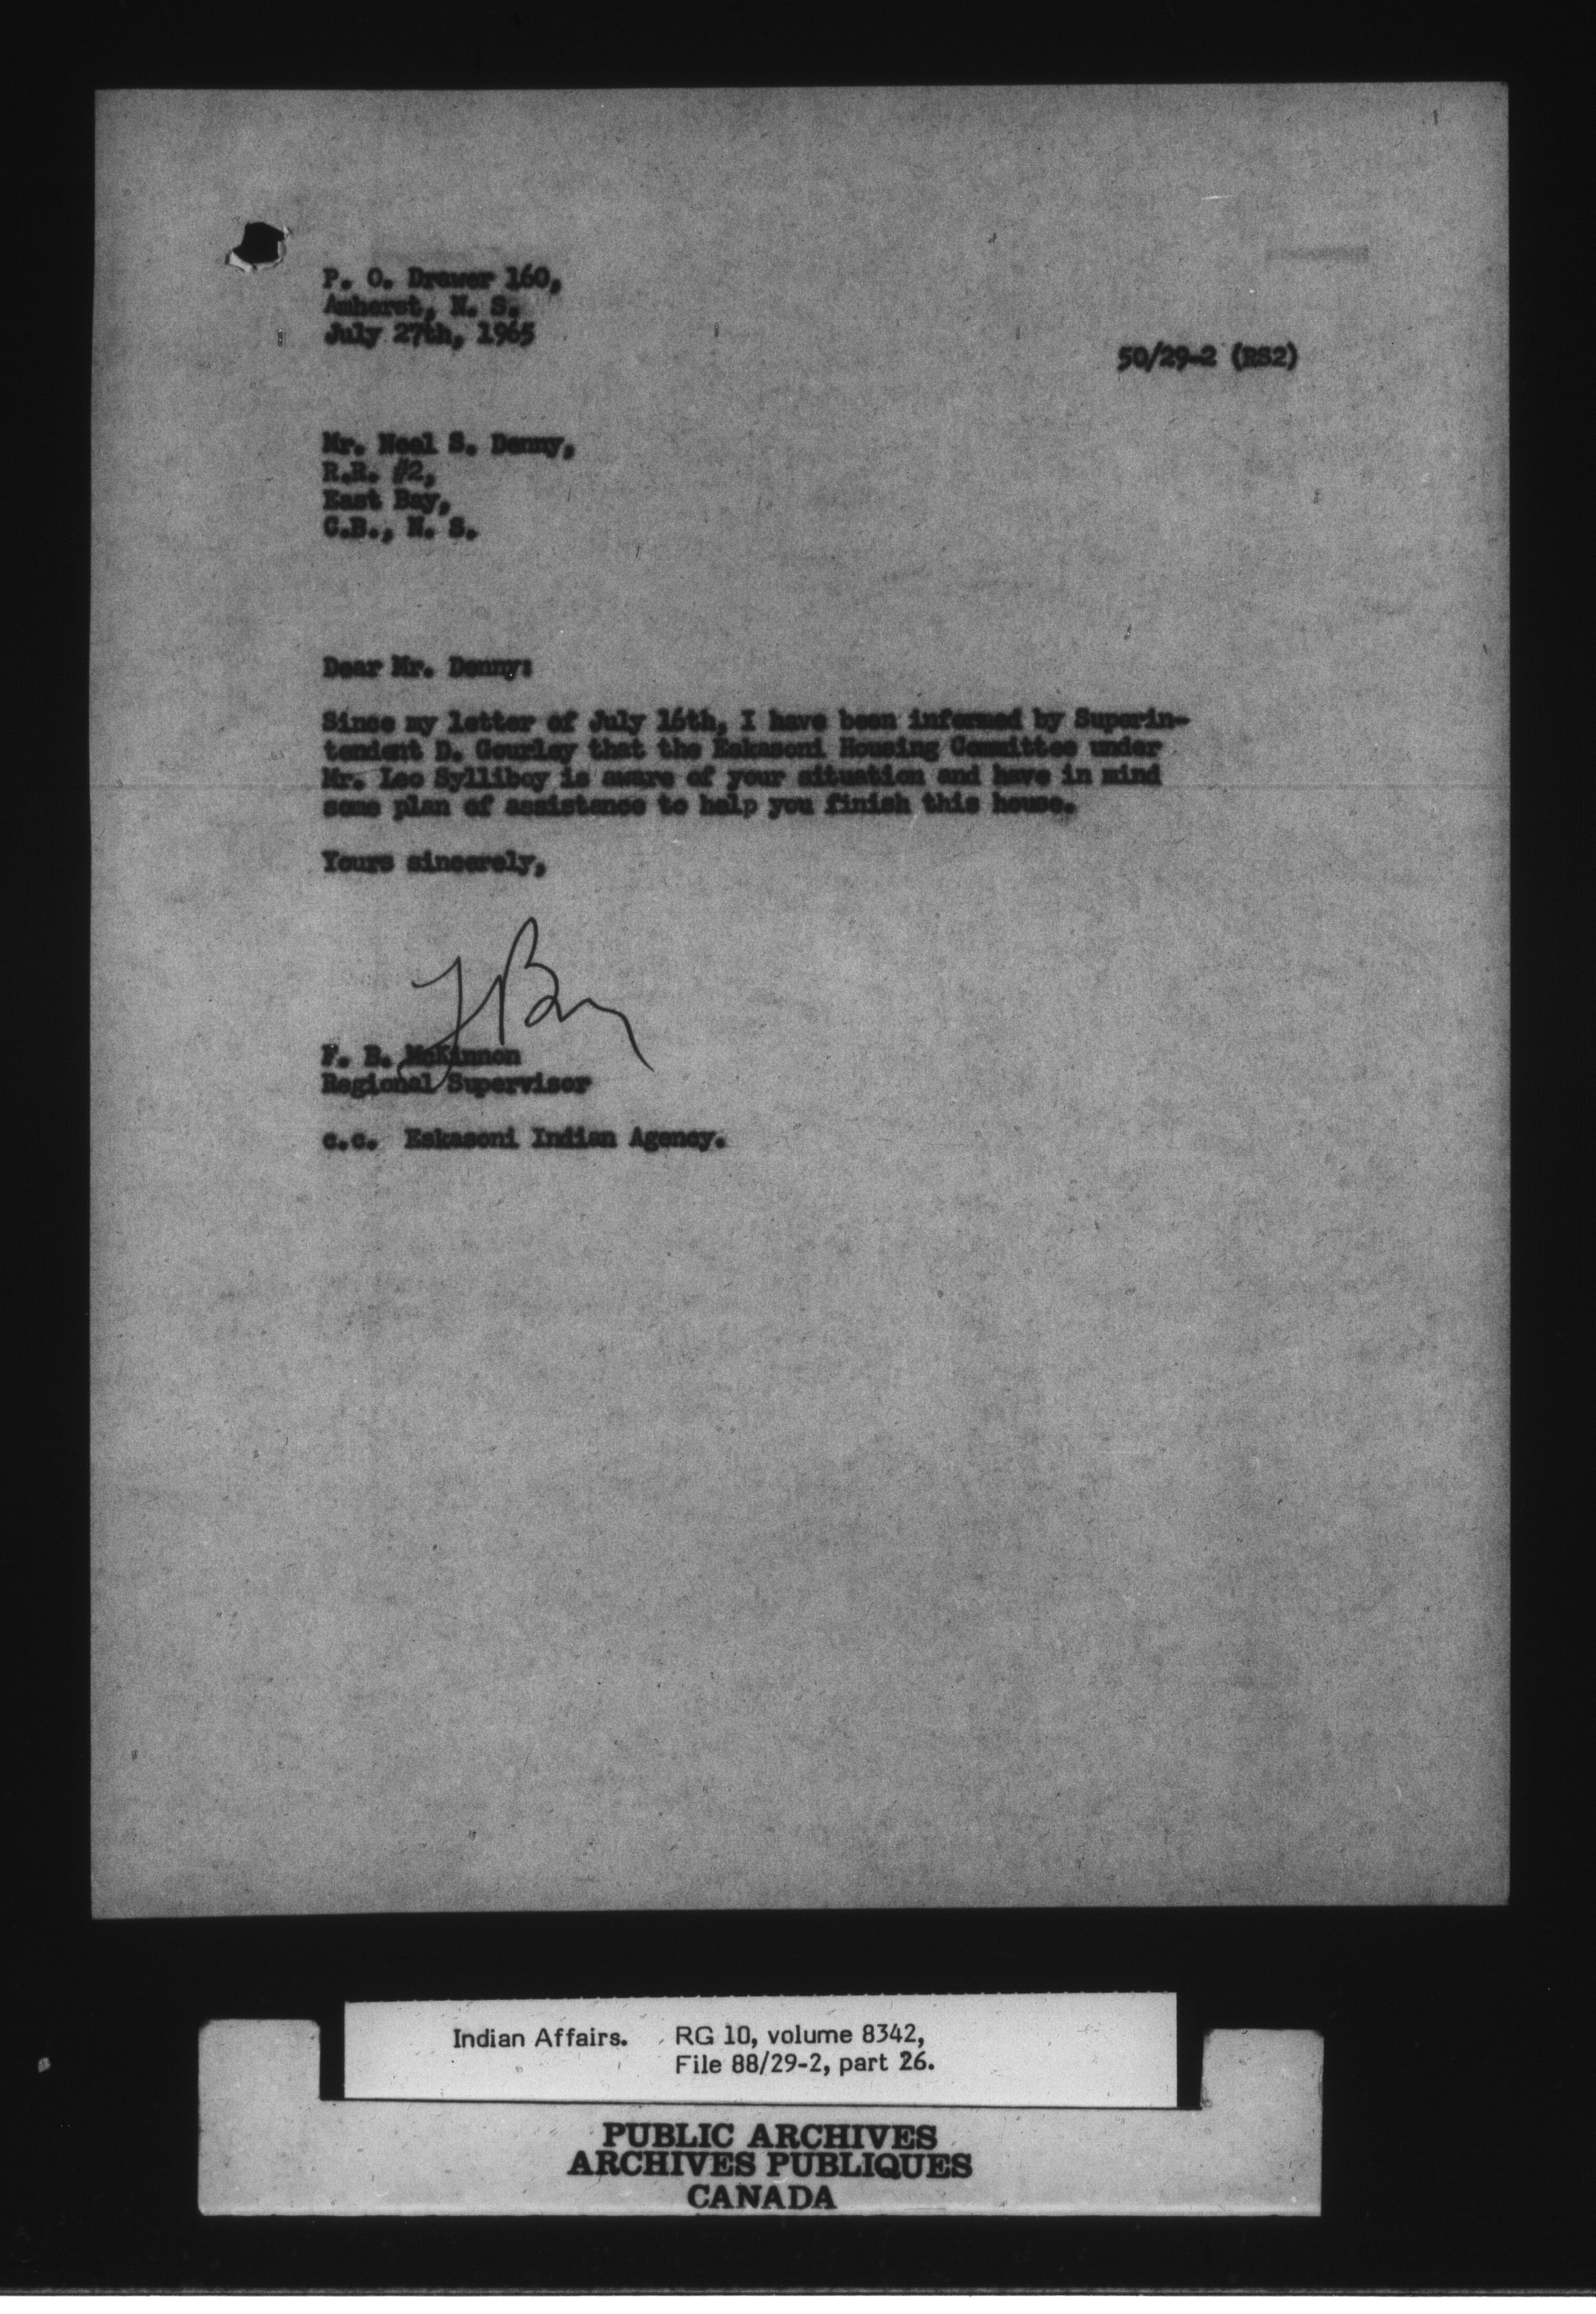 P. O. Drawer 160,
Amherst, N. S.
July 27th, 1965
50/29-2 (RS2)
Mr. Noel S. Denny,
R.R. #2,
East Bay,
C.B., N. S.
Dear Mr. Denny:
Since my letter of July 16th, I have been informed by Superin-
tendent D. Gourley that the Eskasoni Housing Committee under
Mr. Leo Sylliboy is aware of your situation and have in mind
some plan of assistance to help you finish this house.
Yours sincerely,
F. B. McKinnon
Regional Supervisor
c.c. Eskasoni Indian Agency.
Indian Affairs. RG 10, volume 8342,
File 88/29-2, part 26.
PUBLIC ARCHIVES
ARCHIVES PUBLIQUES
CANADA